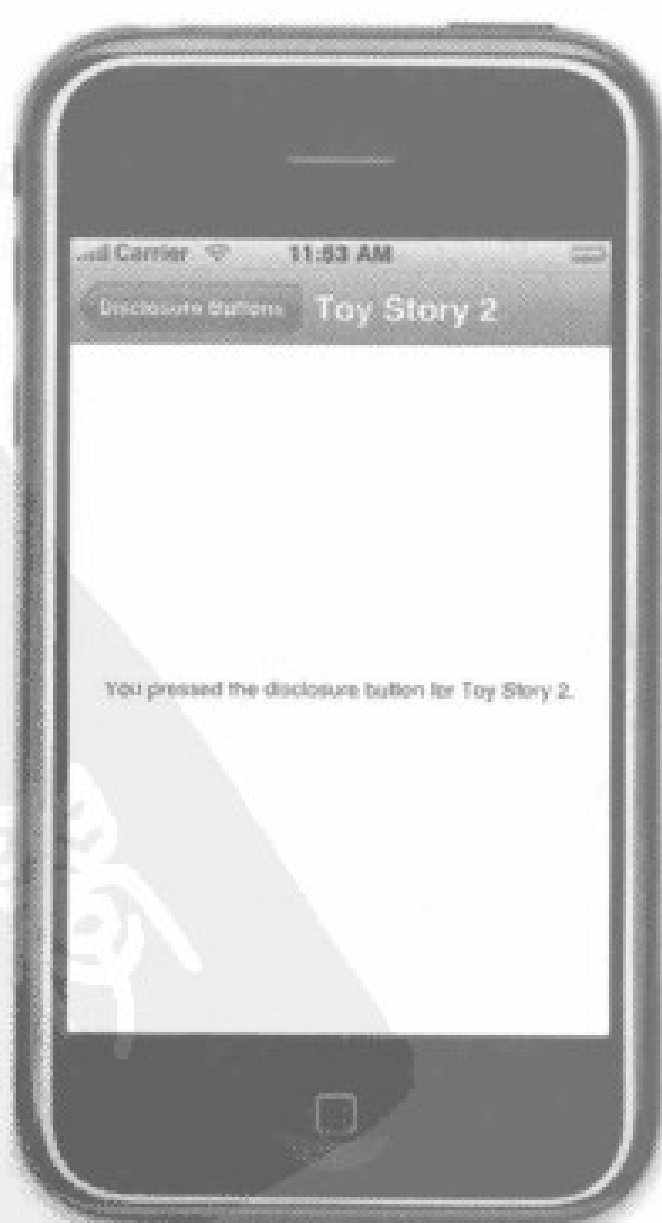 Carrier 11:53 AM
Disclosure Buttons Toy Story 2
You pressed the disclosure button for Toy Story 2.